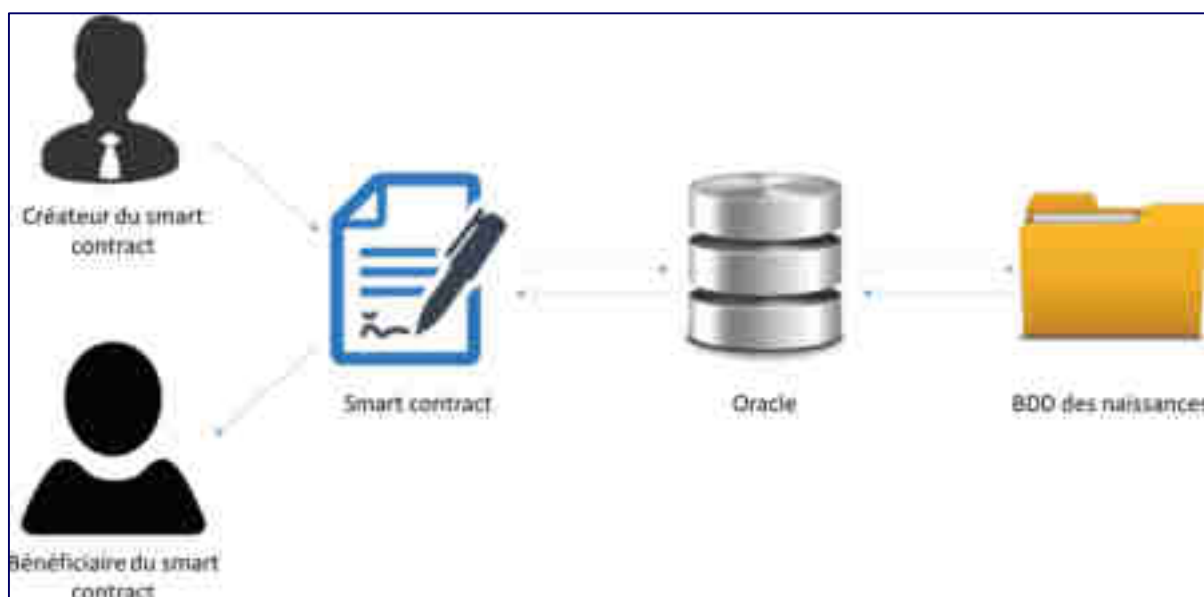 Créateur du smart
contract
Smart contract
Oracle
BDD des naissances
Bénéficiaire du smart
contract